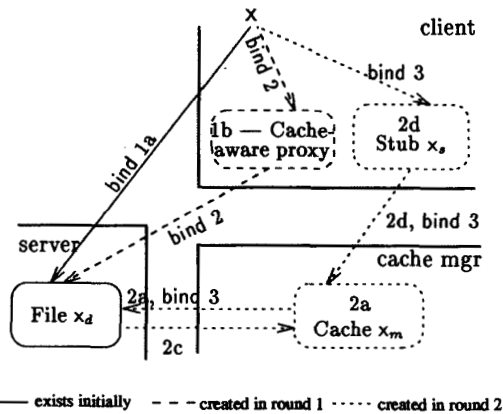 x
client
bind 2
bind 3
1b — Cache-
aware proxy
2d
Stub xₛ
bind 1a
bind 2
2d, bind 3
server
cache mgr
File x_d
2a, bind 3
2a
Cache xₘ
2c
exists initially
created in round 1
created in round 2